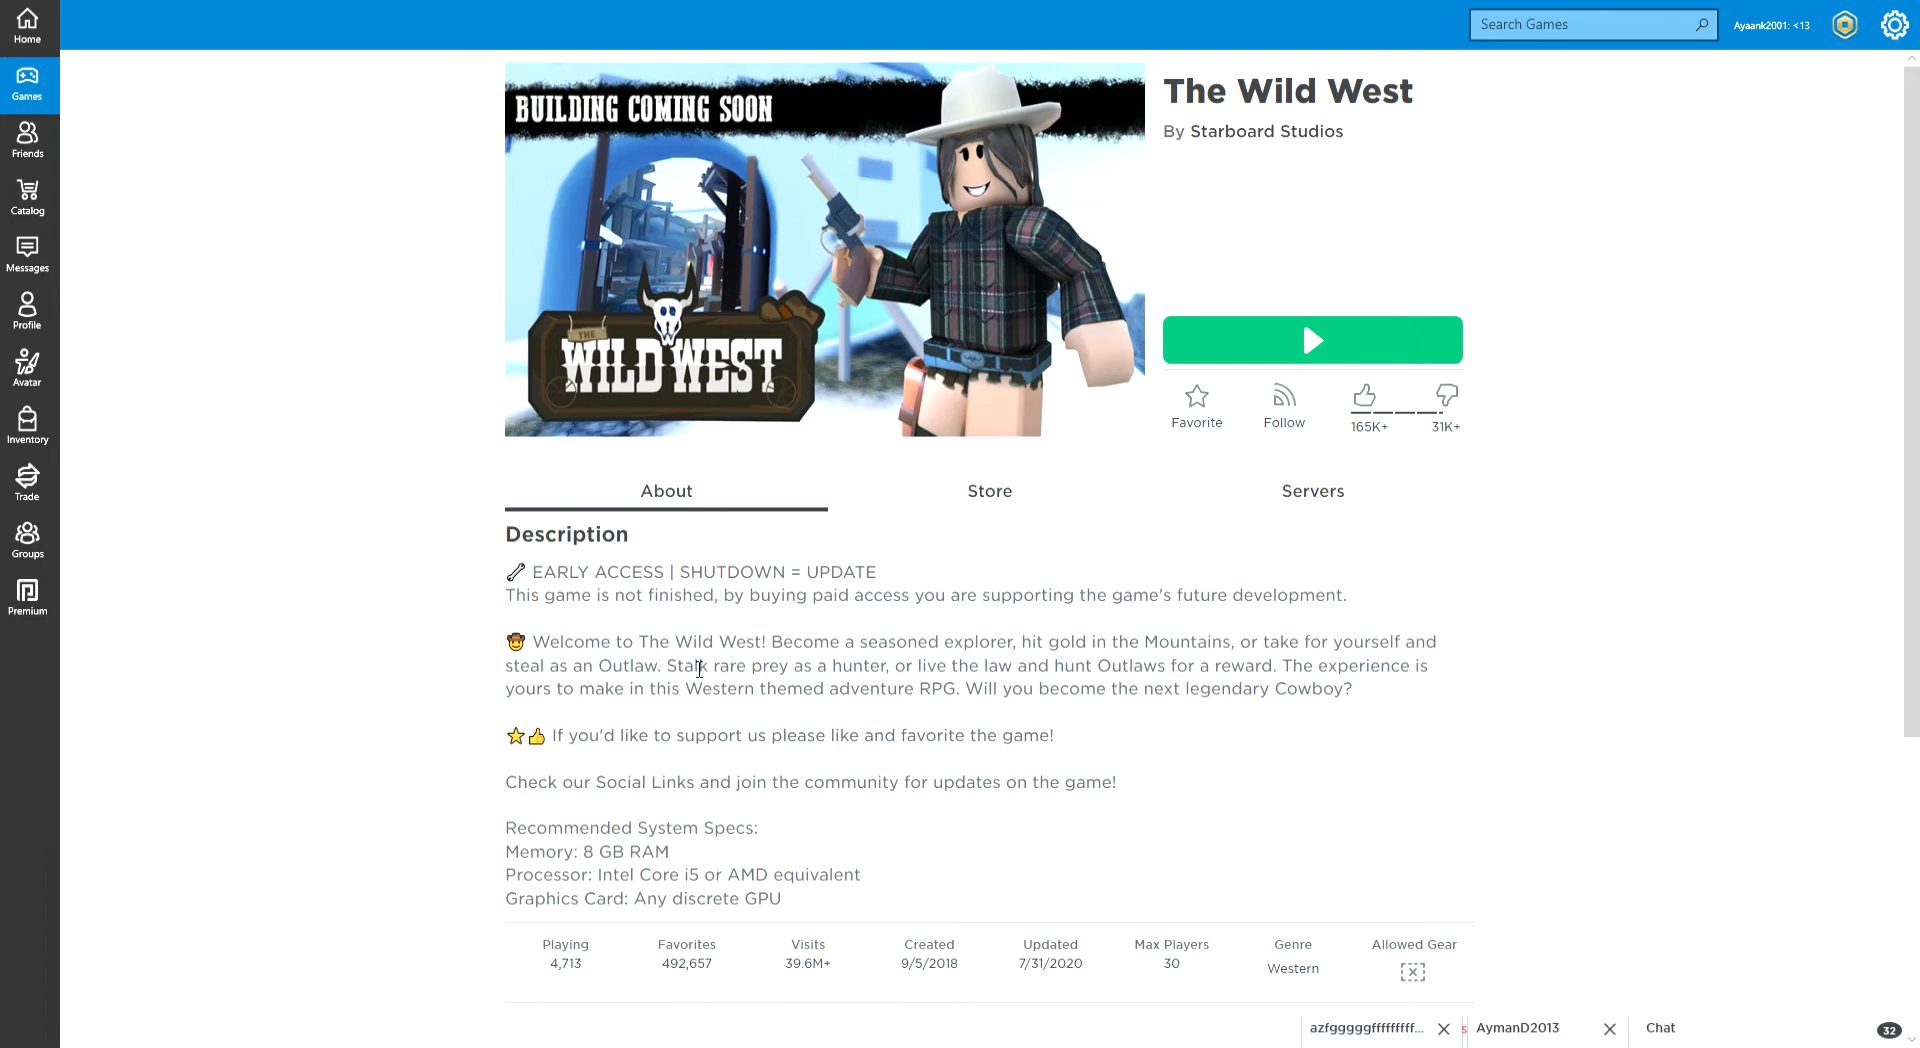 Home
Games
Friends
Catalog
Messages
Profile
Avatar
Inventory
Trade
Groups
Premium
Search Games
Ayaank2001: <13
BUILDING COMING SOON
THE
WILD WEST
The Wild West
By Starboard Studios
Favorite
Follow
165K+
31K+
About
Store
Servers
Description
EARLY ACCESS | SHUTDOWN = UPDATE
This game is not finished, by buying paid access you are supporting the game's future development.
🤠 Welcome to The Wild West! Become a seasoned explorer, hit gold in the Mountains, or take for yourself and
steal as an Outlaw. Stalk rare prey as a hunter, or live the law and hunt Outlaws for a reward. The experience is
yours to make in this Western themed adventure RPG. Will you become the next legendary Cowboy?
⭐👍 If you'd like to support us please like and favorite the game!
Check our Social Links and join the community for updates on the game!
Recommended System Specs:
Memory: 8 GB RAM
Processor: Intel Core i5 or AMD equivalent
Graphics Card: Any discrete GPU
Playing
4,713
Favorites
492,657
Visits
39.6M+
Created
9/5/2018
Updated
7/31/2020
Max Players
30
Genre
Western
Allowed Gear
azfgggggfffffffff...
s
AymanD2013
Chat
32